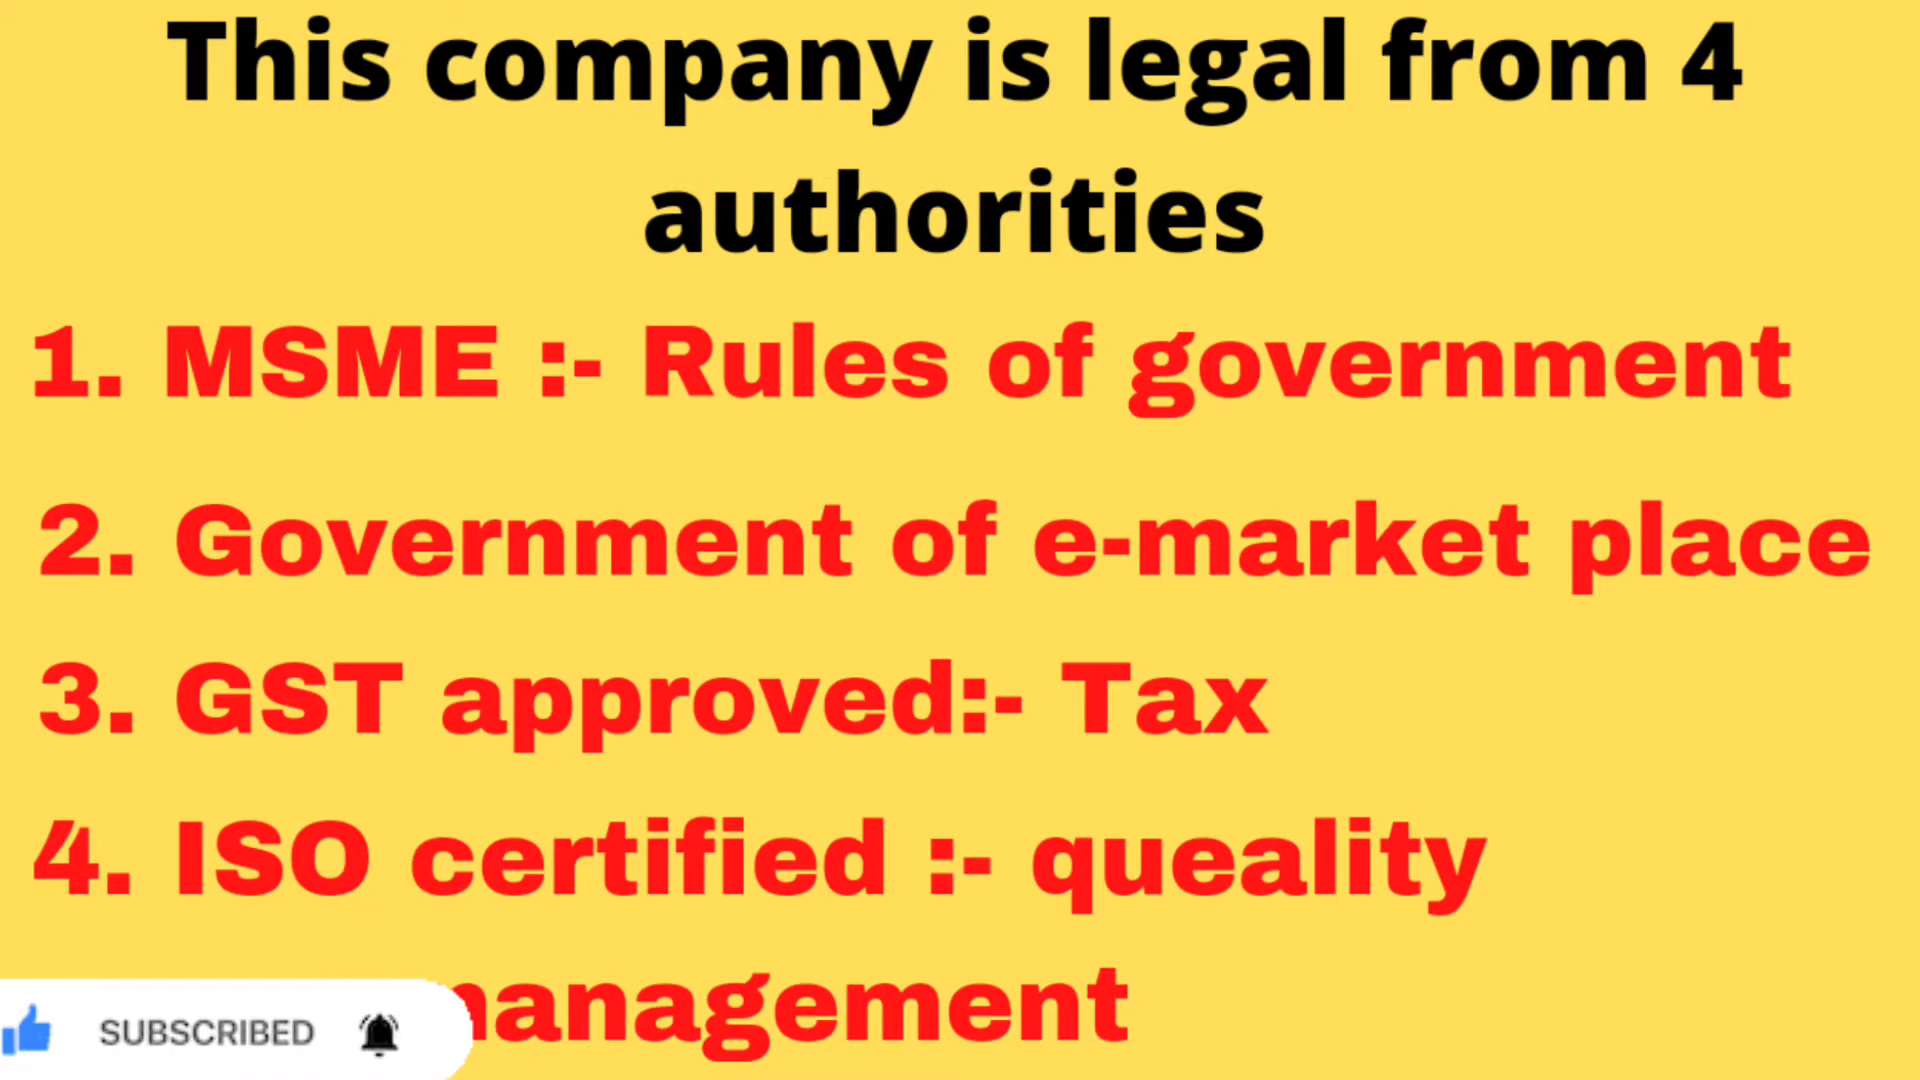 This company is legal from 4
authorities
1. MSME :- Rules of government
2. Government of e-market place
3. GST approved:- Tax
4. ISO certified :- queality
SUBSCRIBED